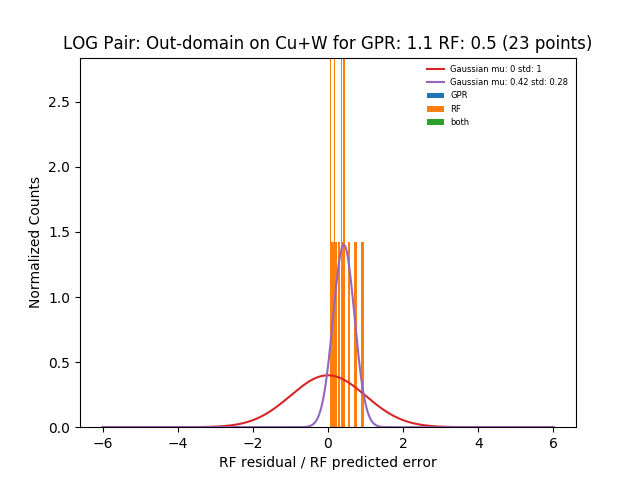 LOG Pair: Out-domain on Cu+W for GPR: 1.1 RF: 0.5 (23 points)
Gaussian mu: 0 std: 1
Gaussian mu: 0.42 std: 0.28
GPR
RF
both
Normalized Counts
2.5
2.0
1.5
1.0
0.5
0.0
−6 −4 −2 0 2 4 6
RF residual / RF predicted error